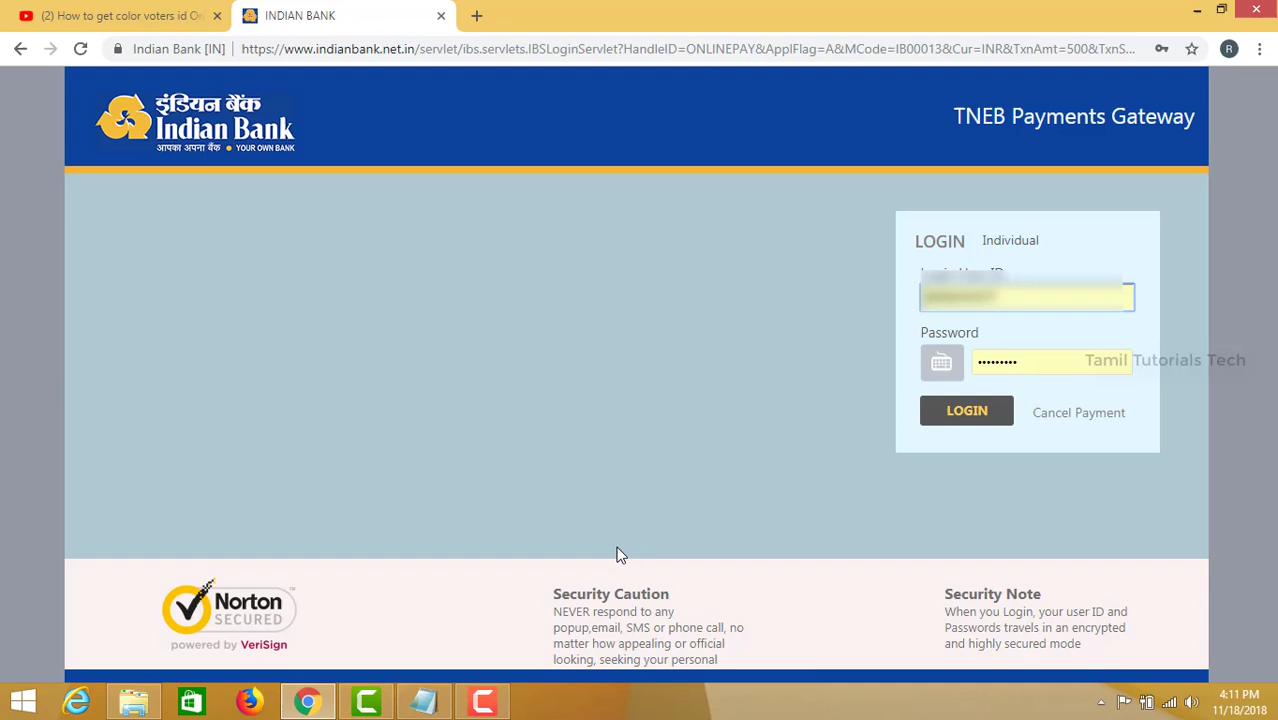 (2) How to get color voters id O
INDIAN BANK
Indian Bank [IN] | https://www.indianbank.net.in/servlet/ibs.servlets.IBSLoginServlet?HandleID=ONLINEPAY&ApplFlag=A&MCode=IB00013&Cur=INR&TxnAmt=500&TxnS...
R
इंडियन बैंक
Indian Bank
आपका अपना बैंक • YOUR OWN BANK
TNEB Payments Gateway
LOGIN Individual
Password
•••••••••
Tamil Tutorials Tech
LOGIN Cancel Payment
Norton
SECURED
powered by VeriSign
Security Caution
NEVER respond to any
popup,email, SMS or phone call, no
matter how appealing or official
looking, seeking your personal
Security Note
When you Login, your user ID and
Passwords travels in an encrypted
and highly secured mode
4:11 PM
11/18/2018